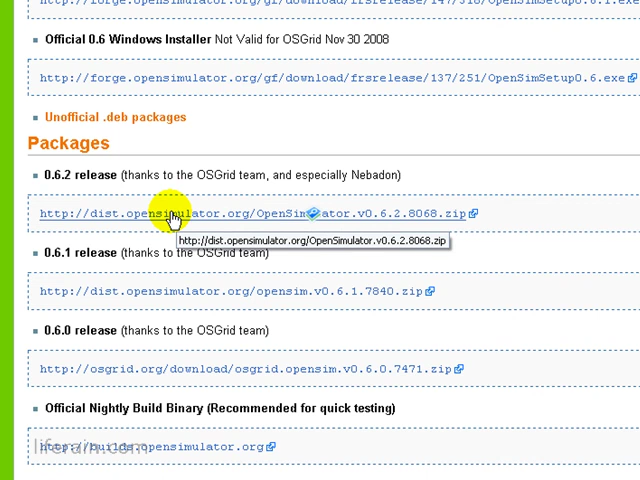 Official 0.6 Windows Installer Not Valid for OSGrid Nov 30 2008
http://forge.opensimulator.org/gf/download/frsrelease/137/251/OpenSimSetup0.6.exe
Unofficial .deb packages
Packages
0.6.2 release (thanks to the OSGrid team, and especially Nebadon)
http://dist.opensimulator.org/OpenSimulator.v0.6.2.8068.zip
http://dist.opensimulator.org/OpenSimulator.v0.6.2.8068.zip
0.6.1 release (thanks to the OSGrid team)
http://dist.opensimulator.org/opensim.v0.6.1.7840.zip
0.6.0 release (thanks to the OSGrid team)
http://osgrid.org/download/osgrid.opensim.v0.6.0.7471.zip
Official Nightly Build Binary (Recommended for quick testing)
http://builds.opensimulator.org
liferain.com